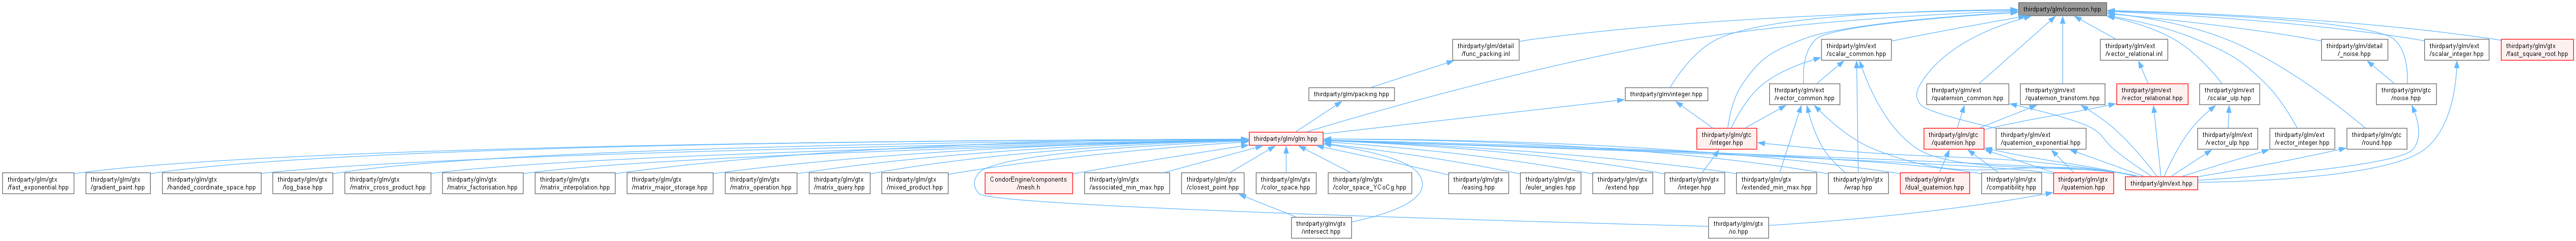 thirdparty/glm/common.hpp
thirdparty/glm/detail
/func_packing.inl
thirdparty/glm/ext
/scalar_common.hpp
thirdparty/glm/ext
/vector_relational.inl
thirdparty/glm/detail
/_noise.hpp
thirdparty/glm/ext
/scalar_integer.hpp
thirdparty/glm/gtx
/fast_square_root.hpp
thirdparty/glm/packing.hpp
thirdparty/glm/integer.hpp
thirdparty/glm/ext
/vector_common.hpp
thirdparty/glm/ext
/quaternion_common.hpp
thirdparty/glm/ext
/quaternion_transform.hpp
thirdparty/glm/ext
/vector_relational.hpp
thirdparty/glm/ext
/scalar_ulp.hpp
thirdparty/glm/gtc
/noise.hpp
thirdparty/glm/glm.hpp
thirdparty/glm/gtc
/integer.hpp
thirdparty/glm/gtc
/quaternion.hpp
thirdparty/glm/ext
/quaternion_exponential.hpp
thirdparty/glm/ext
/vector_ulp.hpp
thirdparty/glm/ext
/vector_integer.hpp
thirdparty/glm/gtc
/round.hpp
thirdparty/glm/gtx
/fast_exponential.hpp
thirdparty/glm/gtx
/gradient_paint.hpp
thirdparty/glm/gtx
/handed_coordinate_space.hpp
thirdparty/glm/gtx
/log_base.hpp
thirdparty/glm/gtx
/matrix_cross_product.hpp
thirdparty/glm/gtx
/matrix_factorisation.hpp
thirdparty/glm/gtx
/matrix_interpolation.hpp
thirdparty/glm/gtx
/matrix_major_storage.hpp
thirdparty/glm/gtx
/matrix_operation.hpp
thirdparty/glm/gtx
/matrix_query.hpp
thirdparty/glm/gtx
/mixed_product.hpp
CondorEngine/components
/mesh.h
thirdparty/glm/gtx
/associated_min_max.hpp
thirdparty/glm/gtx
/closest_point.hpp
thirdparty/glm/gtx
/color_space.hpp
thirdparty/glm/gtx
/color_space_YCoCg.hpp
thirdparty/glm/gtx
/easing.hpp
thirdparty/glm/gtx
/euler_angles.hpp
thirdparty/glm/gtx
/extend.hpp
thirdparty/glm/gtx
/integer.hpp
thirdparty/glm/gtx
/extended_min_max.hpp
thirdparty/glm/gtx
/wrap.hpp
thirdparty/glm/gtx
/dual_quaternion.hpp
thirdparty/glm/gtx
/compatibility.hpp
thirdparty/glm/gtx
/quaternion.hpp
thirdparty/glm/ext.hpp
thirdparty/glm/gtx
/intersect.hpp
thirdparty/glm/gtx
/io.hpp